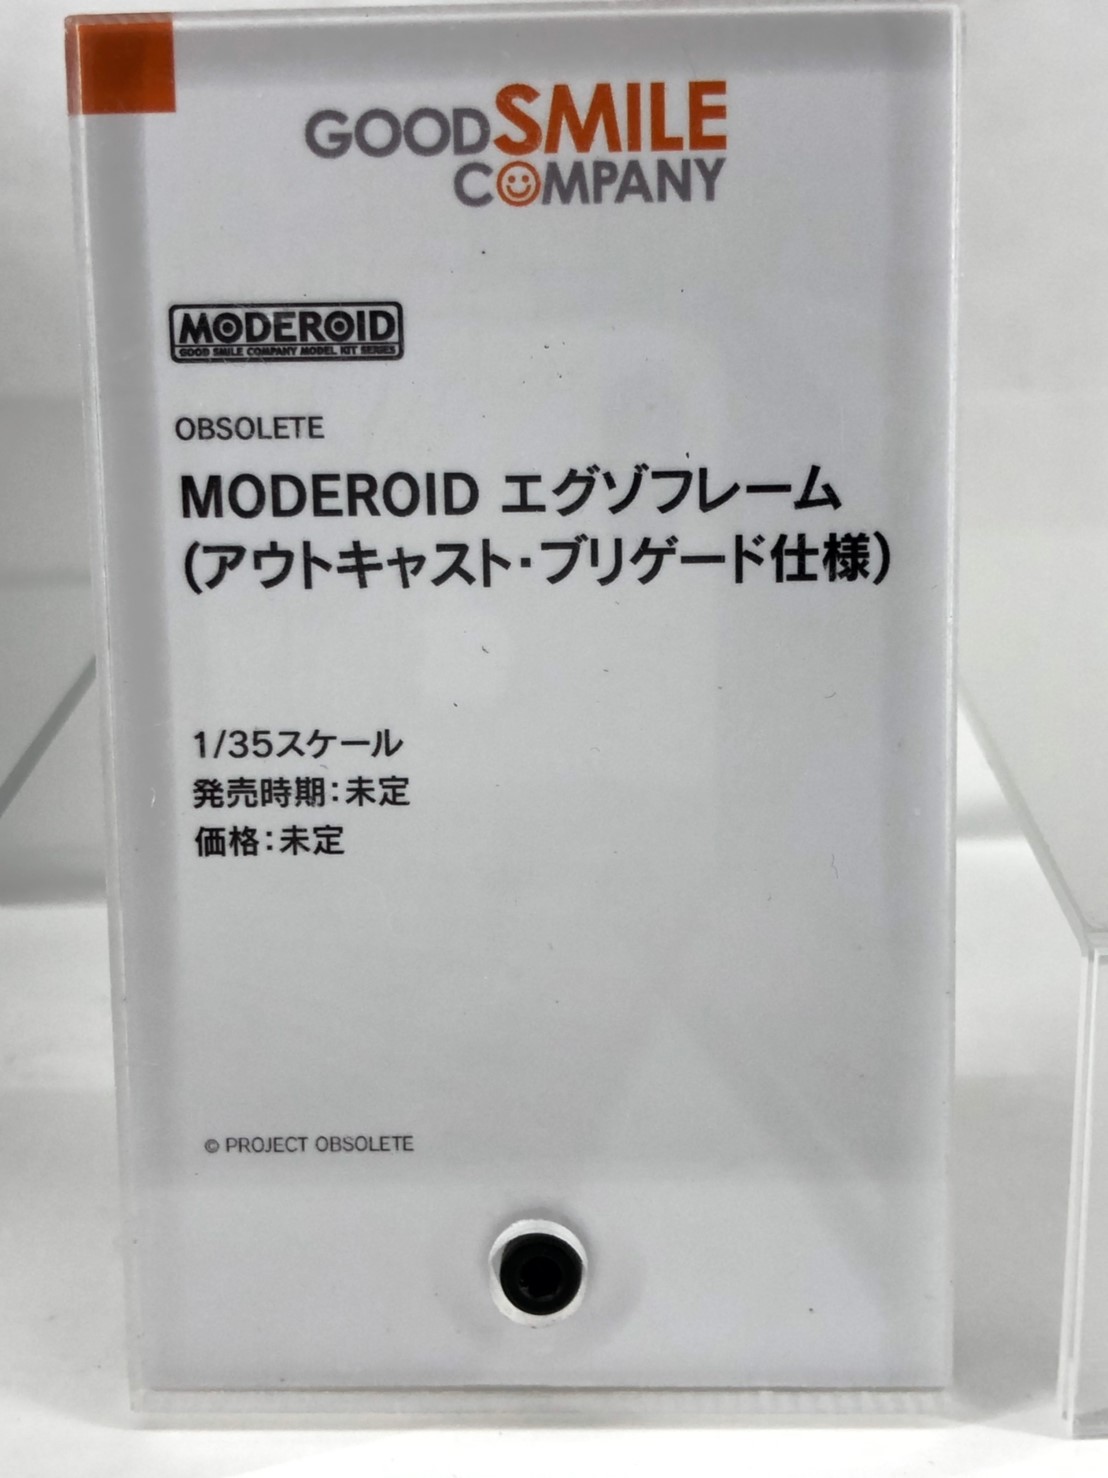 GOODSMILE
COMPANY
MODEROID
GOOD SMILE COMPANY MODEL KIT SERIES
OBSOLETE
MODEROID エグゾフレーム
(アウトキャスト・ブリゲード仕様)
1/35スケール
発売時期：未定
価格：未定
© PROJECT OBSOLETE